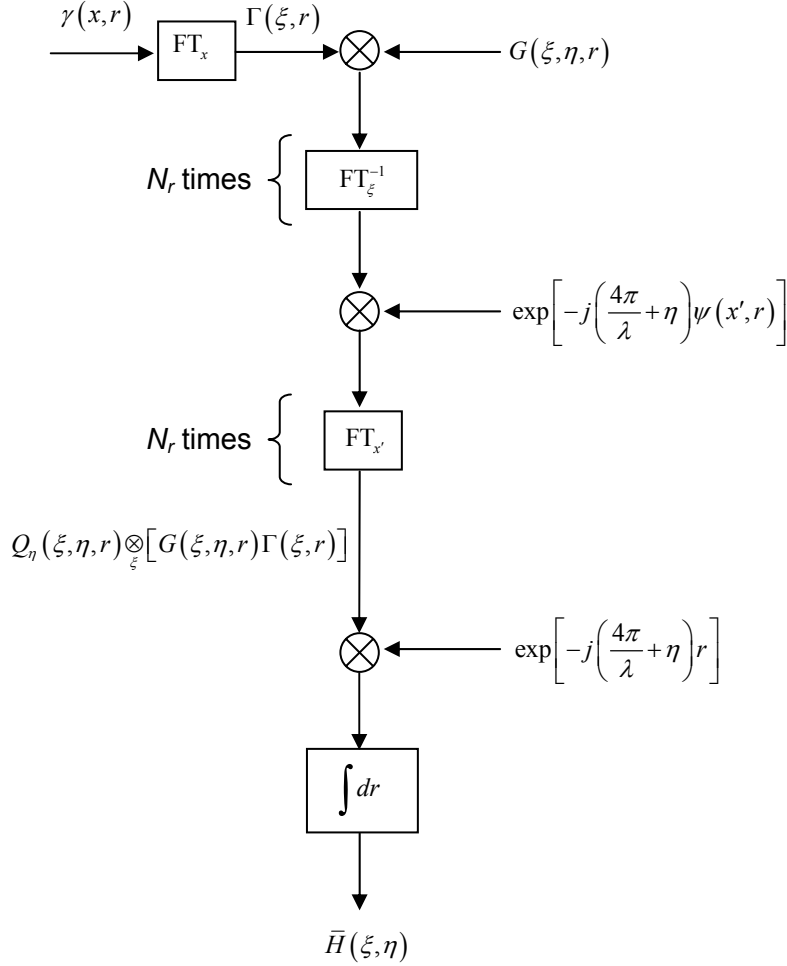 γ(x,r)
FT_x
Γ(ξ,r)
G(ξ,η,r)
N_r times
FT_ξ^{-1}
exp[-j(4π/λ+η)ψ(x′,r)]
N_r times
FT_{x′}
Q_η(ξ,η,r)⊗_ξ[G(ξ,η,r)Γ(ξ,r)]
exp[-j(4π/λ+η)r]
∫dr
H̄(ξ,η)